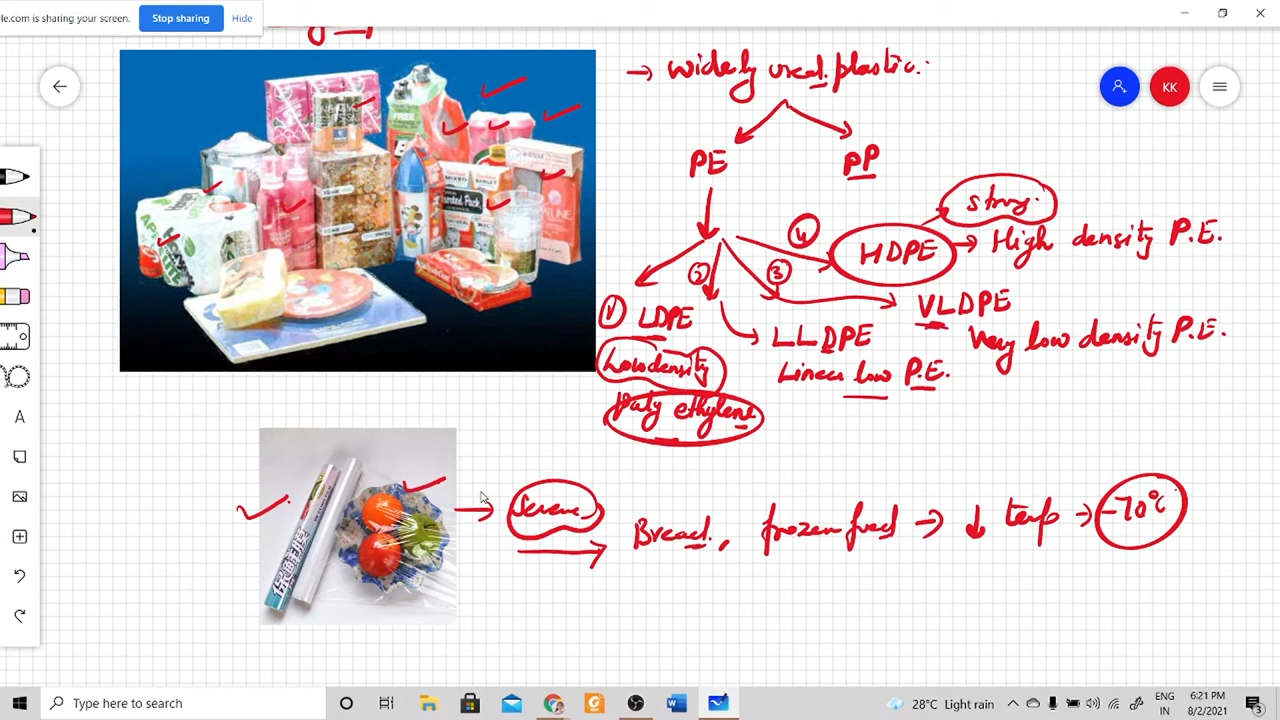 le.com is sharing your screen. Stop sharing Hide
→ widely used plastic.
KK
PE PP
strong.
④ HDPE → High density P.E.
② ③
① LDPE
VLDPE
LLDPE
Very low density P.E.
Low density
Linear low P.E.
Poly ethylene
FREE
Bread, frozen food → ↓ temp → -70°C
A
Type here to search
28°C Light rain
ENG
IN
6:21 PM
8/2/2021
3